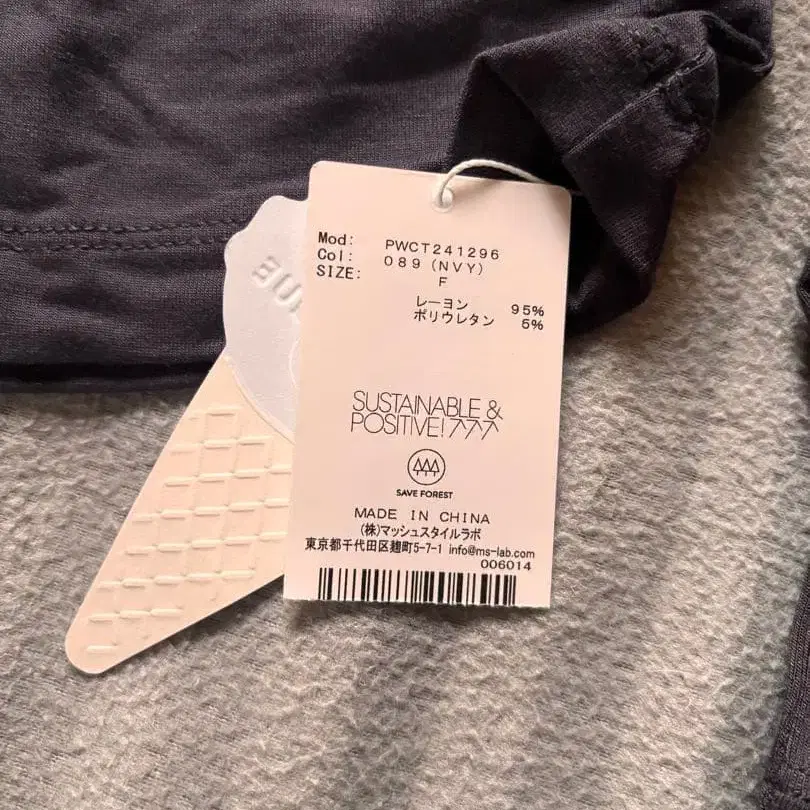 Mod: PWCT241296
Col: 089 (NVY)
SIZE: F
レーヨン 95%
ポリウレタン 5%
SUSTAINABLE &
POSITIVE!
SAVE FOREST
MADE IN CHINA
(株)マッシュスタイルラボ
東京都千代田区麹町5-7-1 info@ms-lab.com
006014